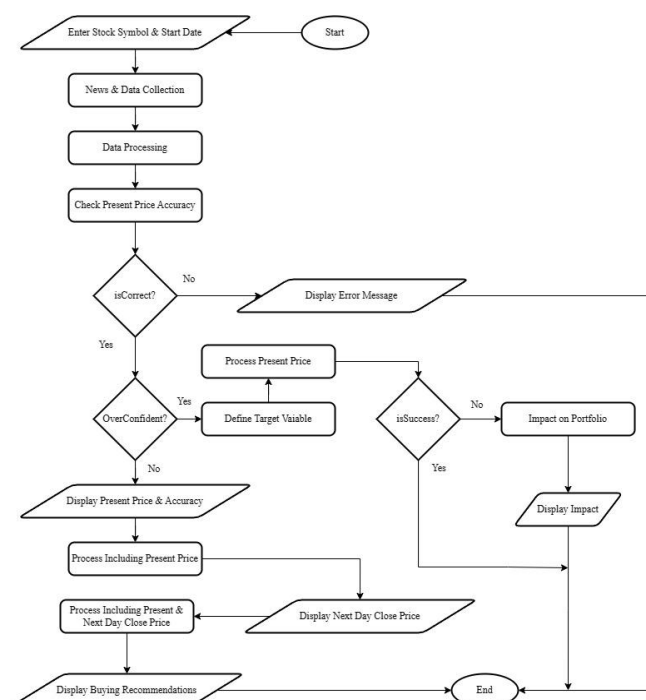 Enter Stock Symbol & Start Date
Start
News & Data Collection
Data Processing
Check Present Price Accuracy
isCorrect?
No
Display Error Message
Yes
Process Present Price
OverConfident?
Yes
Define Target Vaiable
isSuccess?
No
Impact on Portfolio
No
Yes
Display Present Price & Accuracy
Display Impact
Process Including Present Price
Process Including Present &
Next Day Close Price
Display Next Day Close Price
Display Buying Recommendations
End